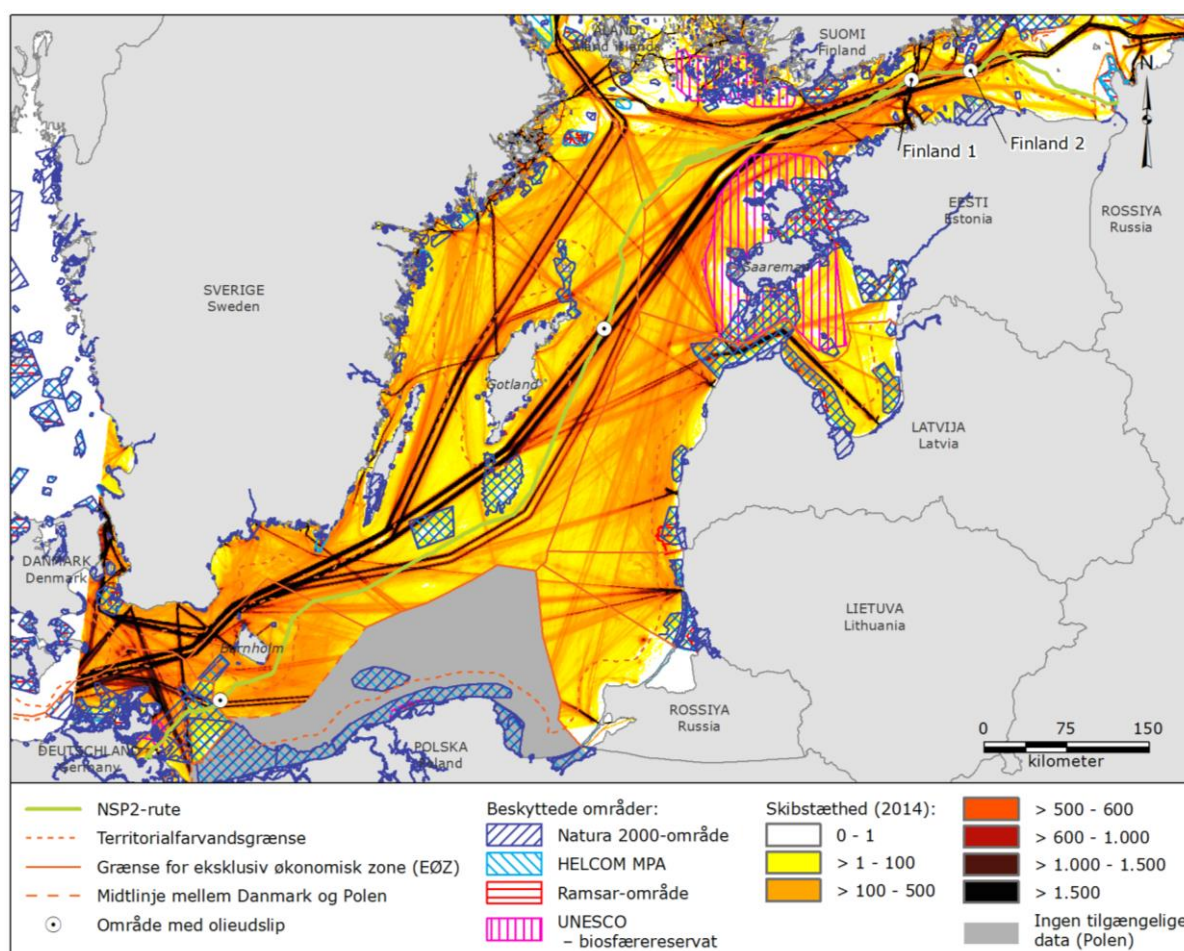 ÅLAND
Åland Islands
SUOMI
Finland
N
Finland 1
Finland 2
EESTI
Estonia
ROSSIYA
Russia
SVERIGE
Sweden
Saaremaa
Gotland
LATVIJA
Latvia
DANMARK
Denmark
LIETUVA
Lithuania
Bornholm
ROSSIYA
Russia
DEUTSCHLAND
Germany
POLSKA
Poland
0 75 150
kilometer
NSP2-rute
Territorialfarvandsgrænse
Grænse for eksklusiv økonomisk zone (EØZ)
Midtlinje mellem Danmark og Polen
Område med olieudslip
Beskyttede områder:
Natura 2000-område
HELCOM MPA
Ramsar-område
UNESCO
– biosfærereservat
Skibstæthed (2014):
0 - 1
> 1 - 100
> 100 - 500
> 500 - 600
> 600 - 1.000
> 1.000 - 1.500
> 1.500
Ingen tilgængelige
data (Polen)